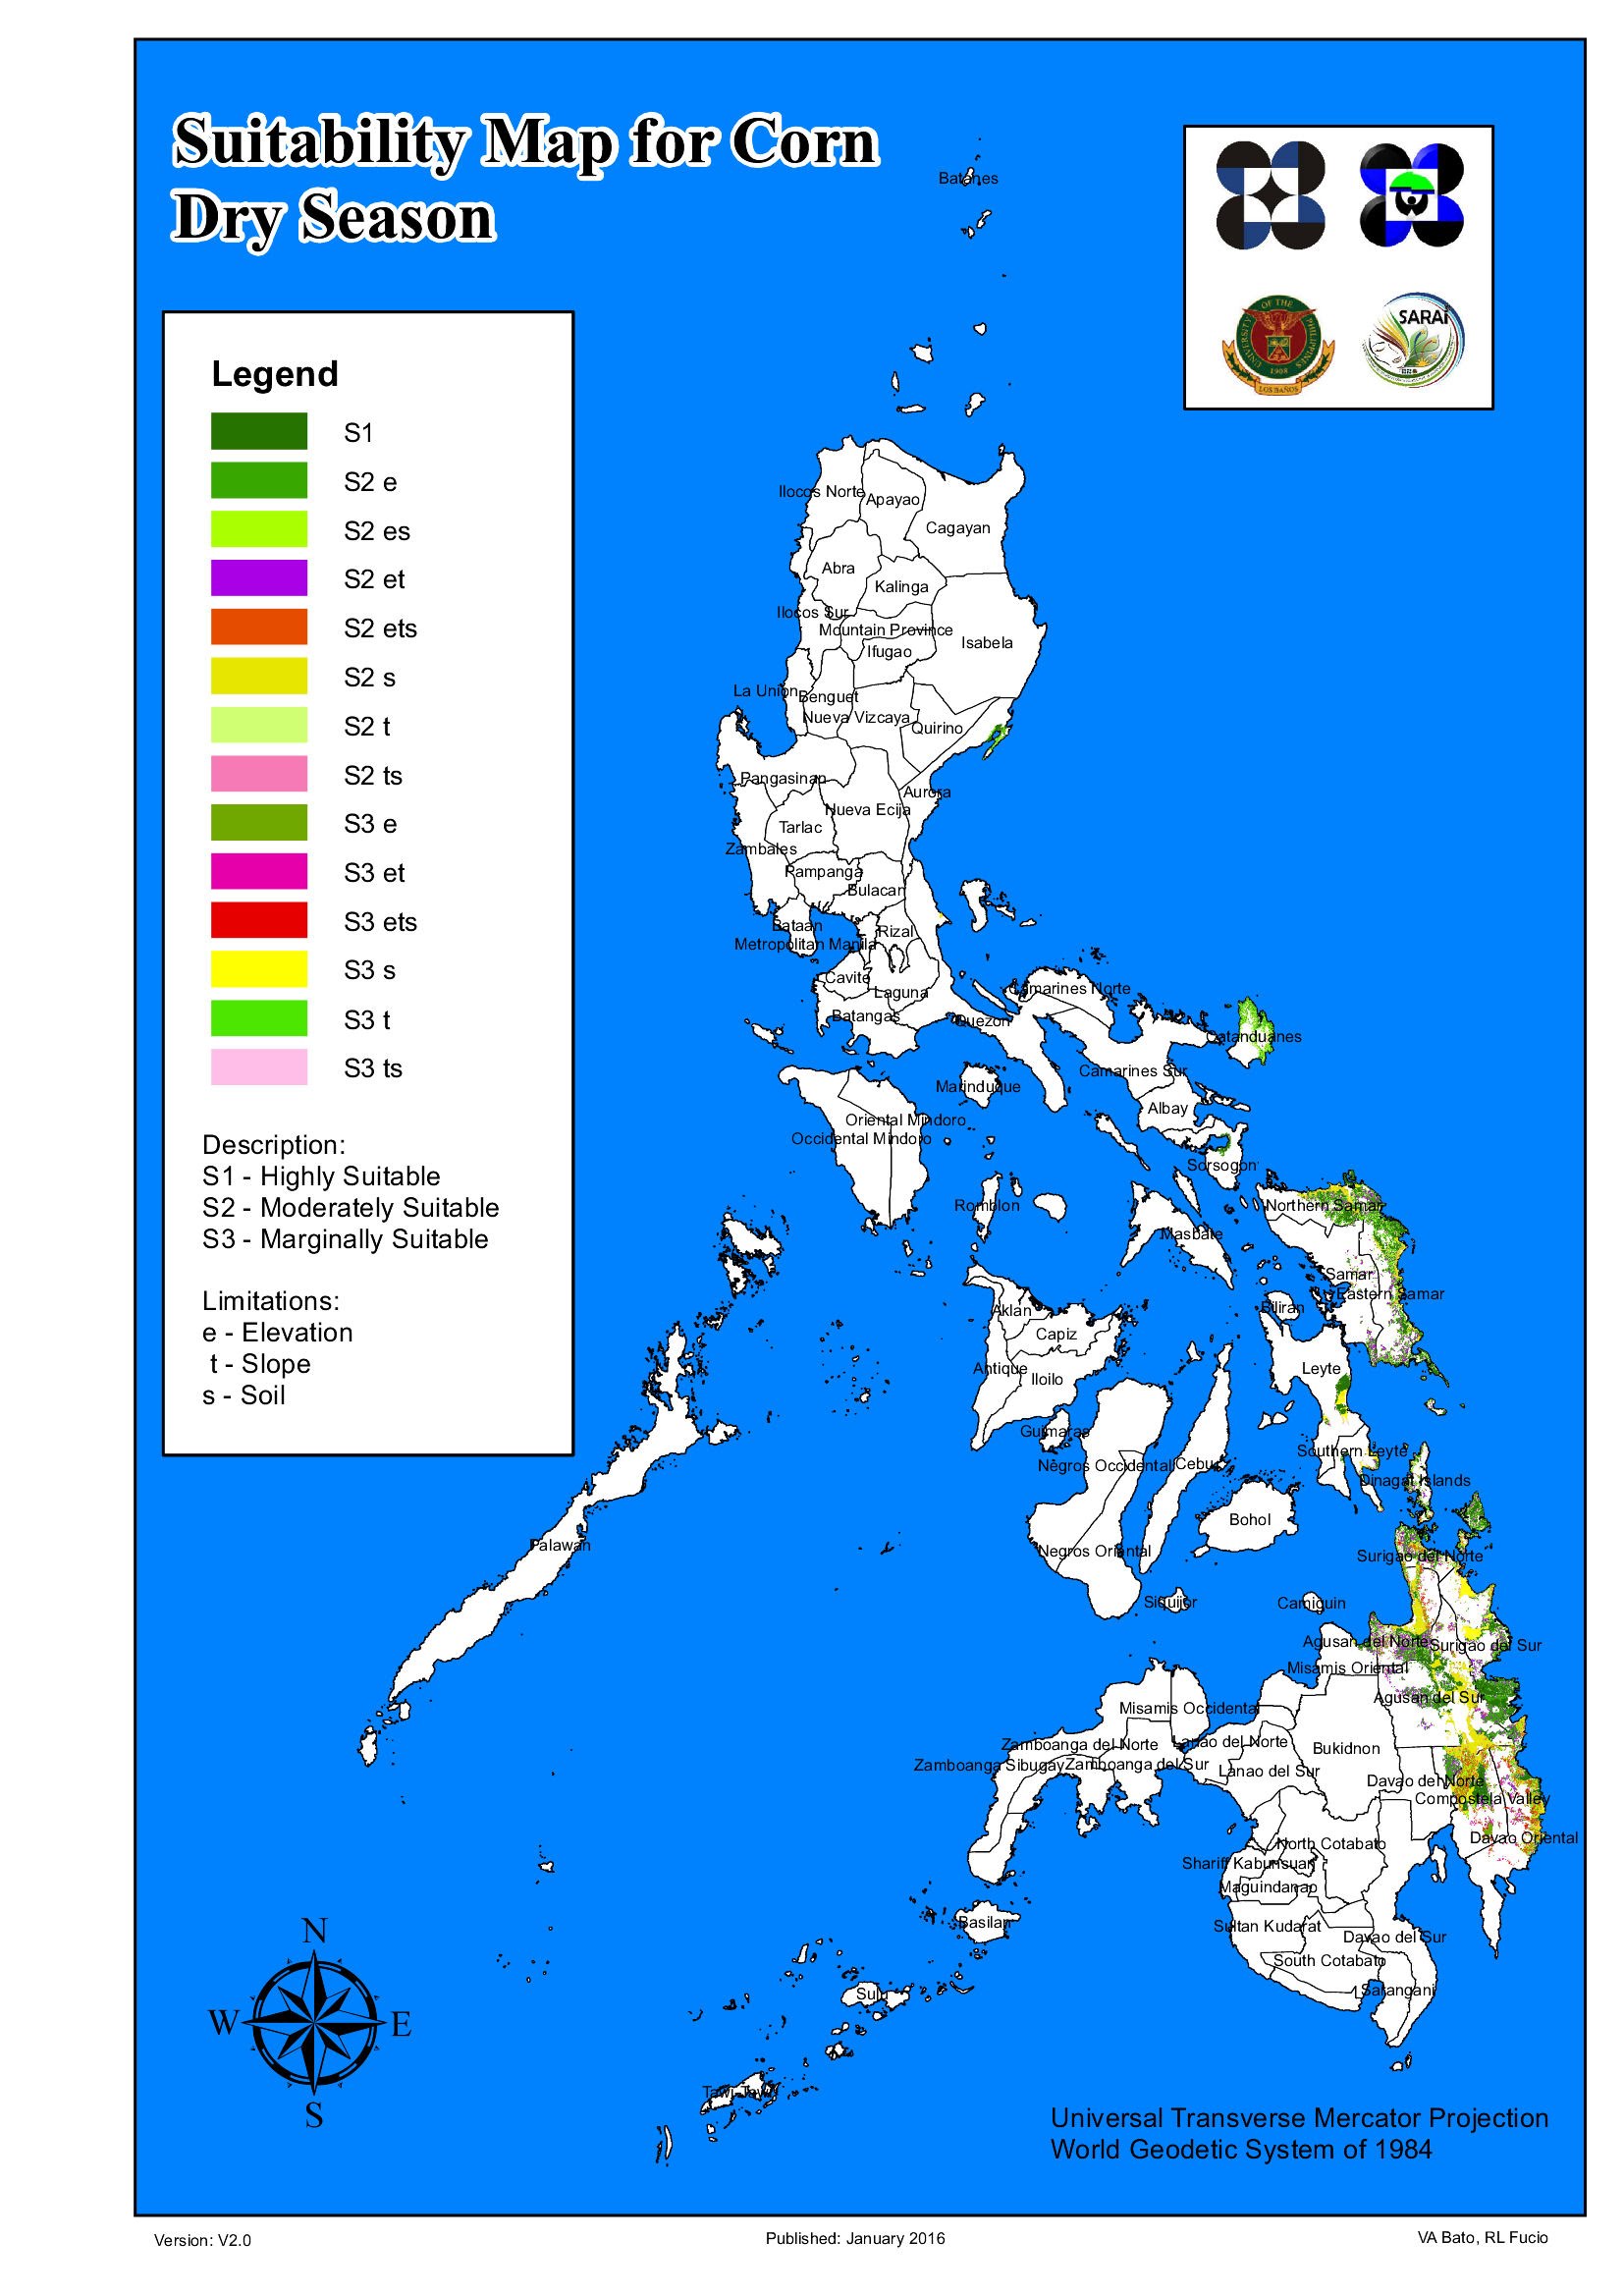 Suitability Map for Corn
Dry Season
Legend
S1
S2 e
S2 es
S2 et
S2 ets
S2 s
S2 t
S2 ts
S3 e
S3 et
S3 ets
S3 s
S3 t
S3 ts
Description:
S1 - Highly Suitable
S2 - Moderately Suitable
S3 - Marginally Suitable
Limitations:
e - Elevation
t - Slope
s - Soil
UNIVERSITY OF THE PHILIPPINES
1908
LOS BAÑOS
SARAI
Batanes
Ilocos Norte
Apayao
Cagayan
Abra
Kalinga
Ilocos Sur
Mountain Province
Isabela
Ifugao
La Union
Benguet
Nueva Vizcaya
Quirino
Pangasinan
Aurora
Nueva Ecija
Tarlac
Zambales
Pampanga
Bulacan
Bataan
Rizal
Metropolitan Manila
Cavite
Laguna
Camarines Norte
Batangas
Quezon
Catanduanes
Camarines Sur
Marinduque
Albay
Oriental Mindoro
Occidental Mindoro
Sorsogon
Romblon
Northern Samar
Masbate
Samar
Eastern Samar
Biliran
Aklan
Capiz
Antique
Iloilo
Leyte
Guimaras
Southern Leyte
Negros Occidental
Cebu
Dinagat Islands
Bohol
Palawan
Negros Oriental
Surigao del Norte
Siquijor
Camiguin
Agusan del Norte
Surigao del Sur
Misamis Oriental
Agusan del Sur
Misamis Occidental
Zamboanga del Norte
Lanao del Norte
Bukidnon
Zamboanga Sibugay
Zamboanga del Sur
Lanao del Sur
Davao del Norte
Compostela Valley
Davao Oriental
North Cotabato
Shariff Kabunsuan
Maguindanao
Basilan
Sultan Kudarat
Davao del Sur
South Cotabato
Sarangani
Sulu
Tawi-Tawi
N
W
E
S
Universal Transverse Mercator Projection
World Geodetic System of 1984
Version: V2.0
Published: January 2016
VA Bato, RL Fucio